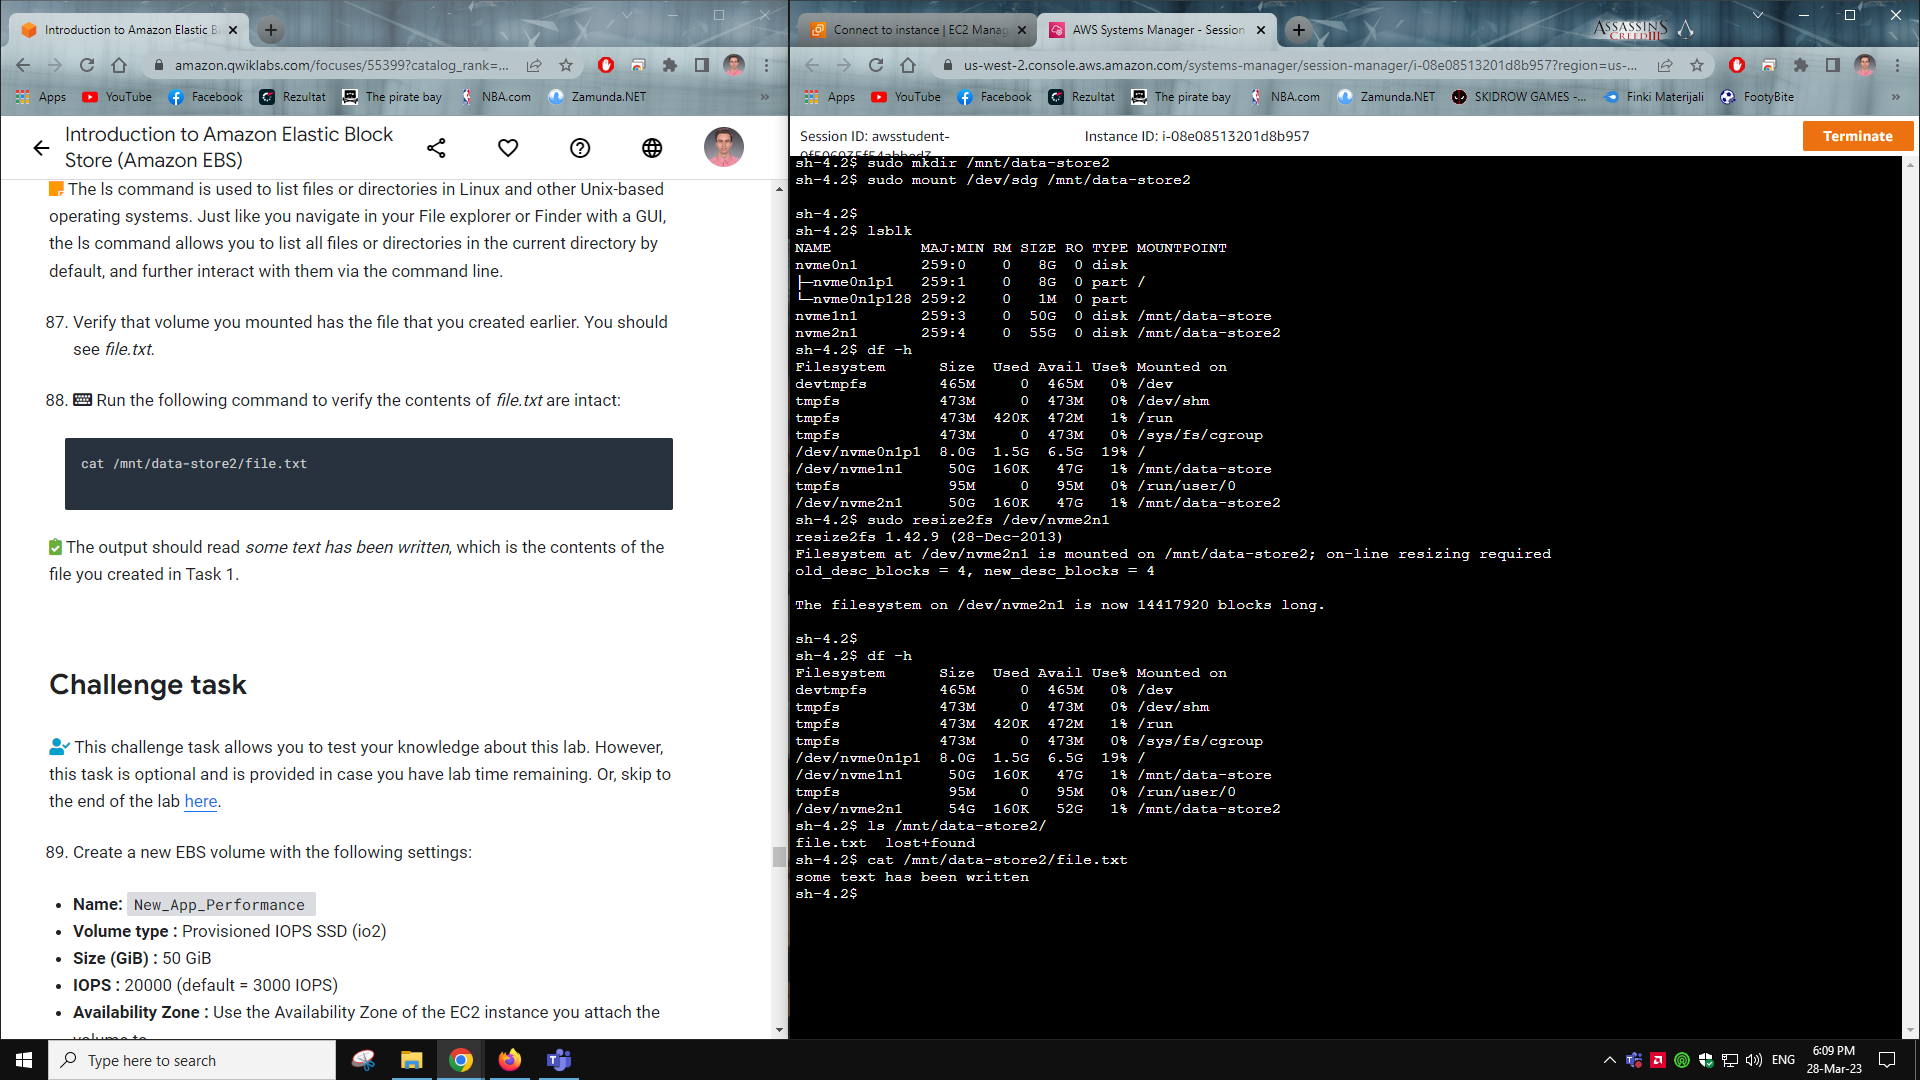 Introduction to Amazon Elastic B
amazon.qwiklabs.com/focuses/55399?catalog_rank=...
Apps YouTube Facebook Rezultat The pirate bay NBA.com Zamunda.NET »
Introduction to Amazon Elastic Block
Store (Amazon EBS)
The ls command is used to list files or directories in Linux and other Unix-based
operating systems. Just like you navigate in your File explorer or Finder with a GUI,
the ls command allows you to list all files or directories in the current directory by
default, and further interact with them via the command line.
87. Verify that volume you mounted has the file that you created earlier. You should
see file.txt.
88. Run the following command to verify the contents of file.txt are intact:
cat /mnt/data-store2/file.txt
The output should read some text has been written, which is the contents of the
file you created in Task 1.
Challenge task
This challenge task allows you to test your knowledge about this lab. However,
this task is optional and is provided in case you have lab time remaining. Or, skip to
the end of the lab here.
89. Create a new EBS volume with the following settings:
• Name: New_App_Performance
• Volume type : Provisioned IOPS SSD (io2)
• Size (GiB) : 50 GiB
• IOPS : 20000 (default = 3000 IOPS)
• Availability Zone : Use the Availability Zone of the EC2 instance you attach the
volume to
Connect to instance | EC2 Manag
AWS Systems Manager - Session
ASSASSIN'S
CREED III
us-west-2.console.aws.amazon.com/systems-manager/session-manager/i-08e08513201d8b957?region=us-...
Apps YouTube Facebook Rezultat The pirate bay NBA.com Zamunda.NET SKIDROW GAMES -... Finki Materijali FootyBite »
Session ID: awsstudent-
Instance ID: i-08e08513201d8b957
Terminate
sh-4.2$ sudo mkdir /mnt/data-store2
sh-4.2$ sudo mount /dev/sdg /mnt/data-store2
sh-4.2$
sh-4.2$ lsblk
NAME MAJ:MIN RM SIZE RO TYPE MOUNTPOINT
nvme0n1 259:0 0 8G 0 disk
├─nvme0n1p1 259:1 0 8G 0 part /
└─nvme0n1p128 259:2 0 1M 0 part
nvme1n1 259:3 0 50G 0 disk /mnt/data-store
nvme2n1 259:4 0 55G 0 disk /mnt/data-store2
sh-4.2$ df -h
Filesystem Size Used Avail Use% Mounted on
devtmpfs 465M 0 465M 0% /dev
tmpfs 473M 0 473M 0% /dev/shm
tmpfs 473M 420K 472M 1% /run
tmpfs 473M 0 473M 0% /sys/fs/cgroup
/dev/nvme0n1p1 8.0G 1.5G 6.5G 19% /
/dev/nvme1n1 50G 160K 47G 1% /mnt/data-store
tmpfs 95M 0 95M 0% /run/user/0
/dev/nvme2n1 50G 160K 47G 1% /mnt/data-store2
sh-4.2$ sudo resize2fs /dev/nvme2n1
resize2fs 1.42.9 (28-Dec-2013)
Filesystem at /dev/nvme2n1 is mounted on /mnt/data-store2; on-line resizing required
old_desc_blocks = 4, new_desc_blocks = 4
The filesystem on /dev/nvme2n1 is now 14417920 blocks long.
sh-4.2$
sh-4.2$ df -h
Filesystem Size Used Avail Use% Mounted on
devtmpfs 465M 0 465M 0% /dev
tmpfs 473M 0 473M 0% /dev/shm
tmpfs 473M 420K 472M 1% /run
tmpfs 473M 0 473M 0% /sys/fs/cgroup
/dev/nvme0n1p1 8.0G 1.5G 6.5G 19% /
/dev/nvme1n1 50G 160K 47G 1% /mnt/data-store
tmpfs 95M 0 95M 0% /run/user/0
/dev/nvme2n1 54G 160K 52G 1% /mnt/data-store2
sh-4.2$ ls /mnt/data-store2/
file.txt lost+found
sh-4.2$ cat /mnt/data-store2/file.txt
some text has been written
sh-4.2$
Type here to search
ENG
6:09 PM
28-Mar-23